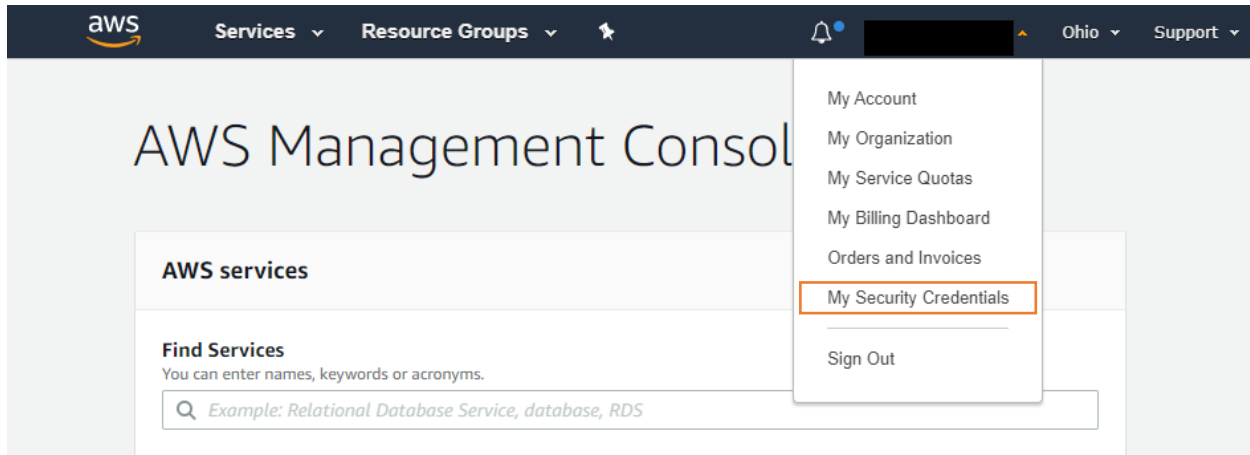 aws Services Resource Groups Ohio Support
My Account
AWS Management Consol
My Organization
My Service Quotas
My Billing Dashboard
AWS services
Orders and Invoices
My Security Credentials
Find Services
You can enter names, keywords or acronyms.
Sign Out
Example: Relational Database Service, database, RDS